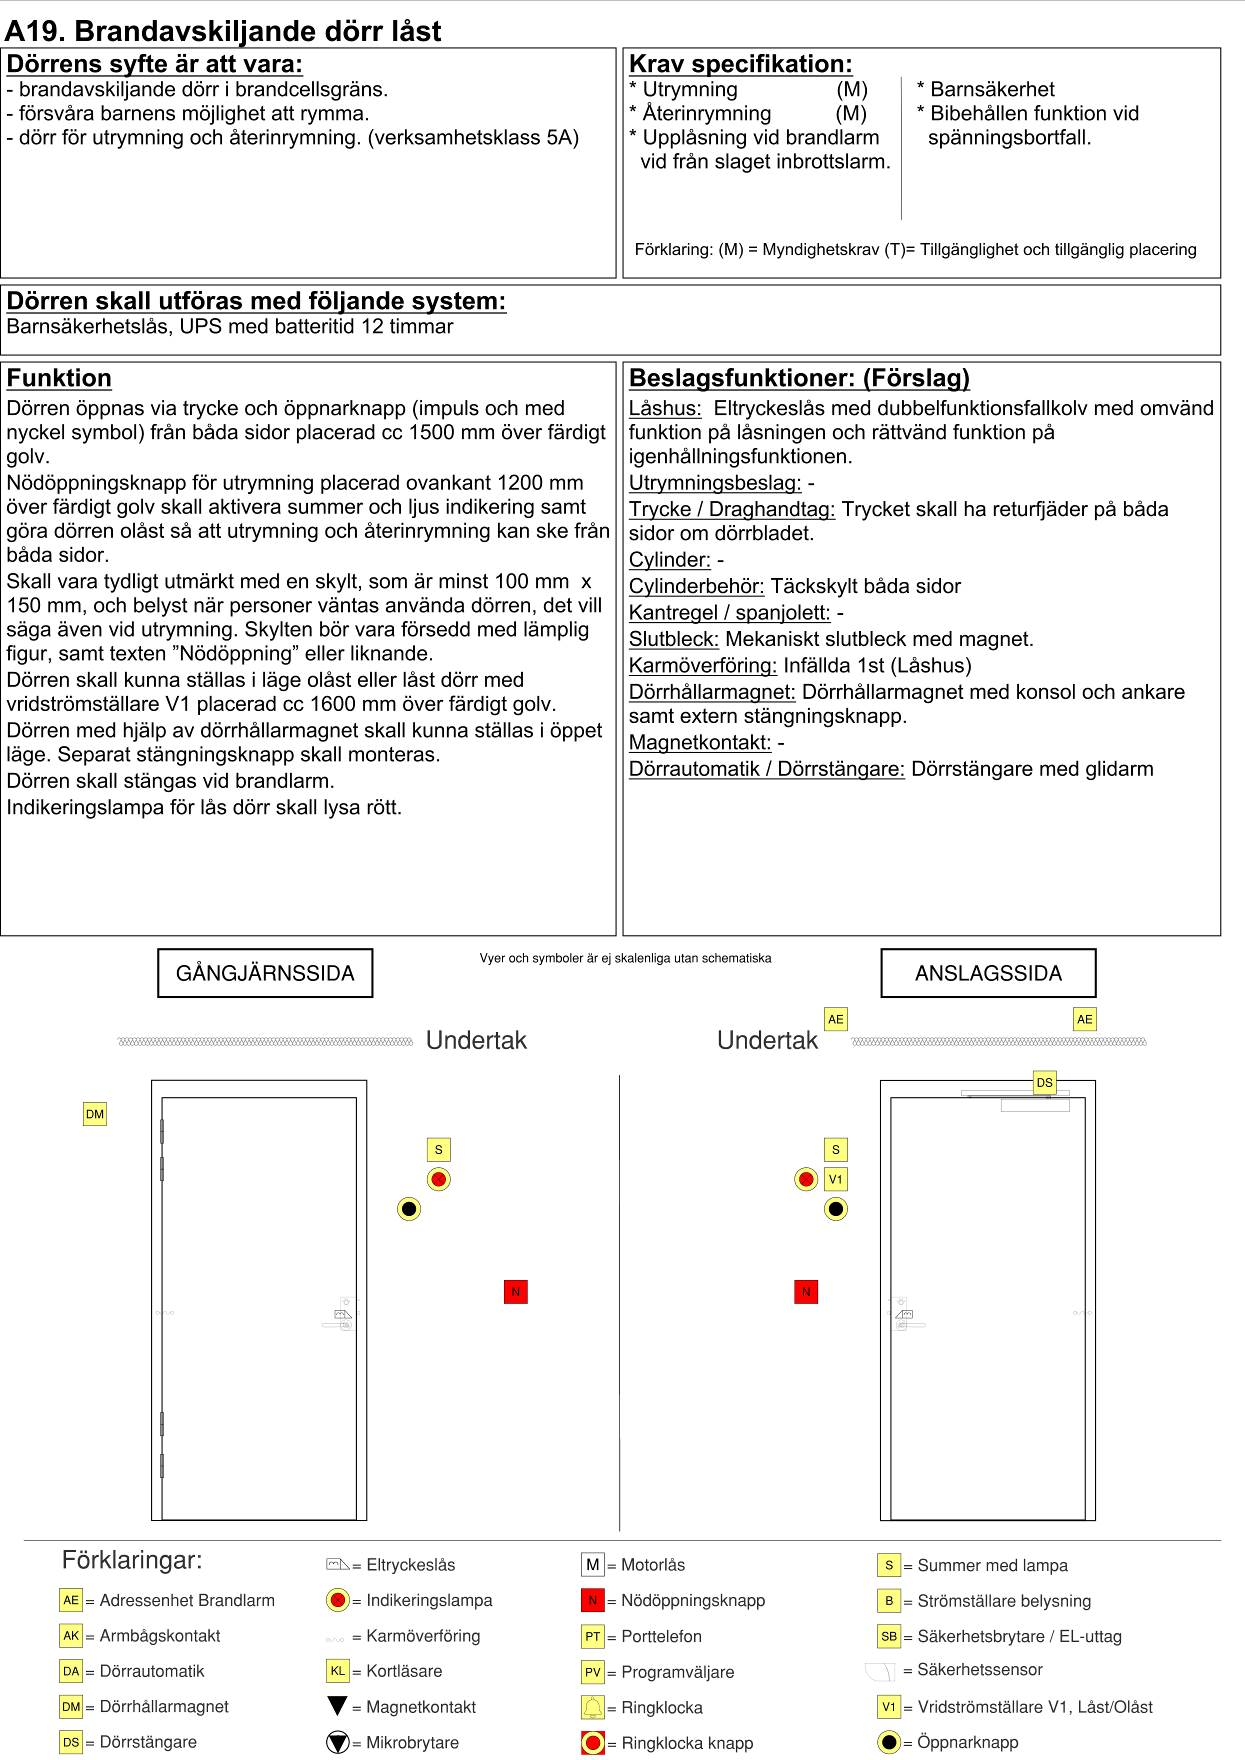 A19. Brandavskiljande dörr låst
Dörrens syfte är att vara:
- brandavskiljande dörr i brandcellsgräns.
- försvåra barnens möjlighet att rymma.
- dörr för utrymning och återinrymning. (verksamhetsklass 5A)
Krav specifikation:
* Utrymning (M)
* Återinrymning (M)
* Upplåsning vid brandlarm
vid från slaget inbrottslarm.
* Barnsäkerhet
* Bibehållen funktion vid
spänningsbortfall.
Förklaring: (M) = Myndighetskrav (T)= Tillgänglighet och tillgänglig placering
Dörren skall utföras med följande system:
Barnsäkerhetslås, UPS med batteritid 12 timmar
Funktion
Dörren öppnas via trycke och öppnarknapp (impuls och med
nyckel symbol) från båda sidor placerad cc 1500 mm över färdigt
golv.
Nödöppningsknapp för utrymning placerad ovankant 1200 mm
över färdigt golv skall aktivera summer och ljus indikering samt
göra dörren olåst så att utrymning och återinrymning kan ske från
båda sidor.
Skall vara tydligt utmärkt med en skylt, som är minst 100 mm x
150 mm, och belyst när personer väntas använda dörren, det vill
säga även vid utrymning. Skylten bör vara försedd med lämplig
figur, samt texten ”Nödöppning” eller liknande.
Dörren skall kunna ställas i läge olåst eller låst dörr med
vridströmställare V1 placerad cc 1600 mm över färdigt golv.
Dörren med hjälp av dörrhållarmagnet skall kunna ställas i öppet
läge. Separat stängningsknapp skall monteras.
Dörren skall stängas vid brandlarm.
Indikeringslampa för lås dörr skall lysa rött.
Beslagsfunktioner: (Förslag)
Låshus: Eltryckeslås med dubbelfunktionsfallkolv med omvänd
funktion på låsningen och rättvänd funktion på
igenhållningsfunktionen.
Utrymningsbeslag: -
Trycke / Draghandtag: Trycket skall ha returfjäder på båda
sidor om dörrbladet.
Cylinder: -
Cylinderbehör: Täckskylt båda sidor
Kantregel / spanjolett: -
Slutbleck: Mekaniskt slutbleck med magnet.
Karmöverföring: Infällda 1st (Låshus)
Dörrhållarmagnet: Dörrhållarmagnet med konsol och ankare
samt extern stängningsknapp.
Magnetkontakt: -
Dörrautomatik / Dörrstängare: Dörrstängare med glidarm
GÅNGJÄRNSSIDA
Vyer och symboler är ej skalenliga utan schematiska
ANSLAGSSIDA
AE
AE
Undertak
Undertak
DS
DM
S
S
V1
N
N
Förklaringar:
AE = Adressenhet Brandlarm
AK = Armbågskontakt
DA = Dörrautomatik
DM = Dörrhållarmagnet
DS = Dörrstängare
= Eltryckeslås
= Indikeringslampa
= Karmöverföring
KL = Kortläsare
= Magnetkontakt
= Mikrobrytare
M = Motorlås
N = Nödöppningsknapp
PT = Porttelefon
PV = Programväljare
= Ringklocka
= Ringklocka knapp
S = Summer med lampa
B = Strömställare belysning
SB = Säkerhetsbrytare / EL-uttag
= Säkerhetssensor
V1 = Vridströmställare V1, Låst/Olåst
= Öppnarknapp